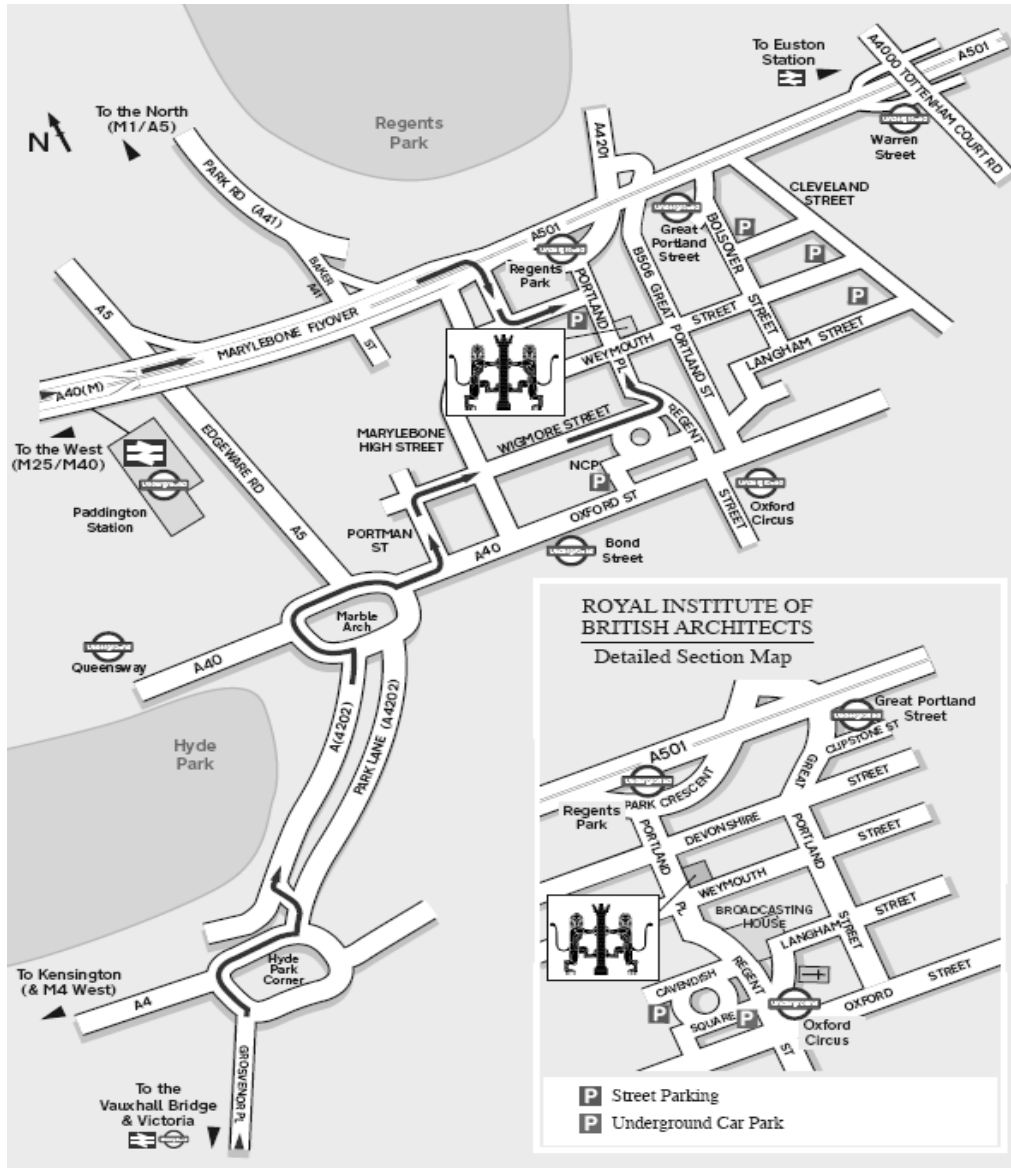 To Euston
Station
A4000 TOTTENHAM COURT RD
A501
Warren
Street
To the North
(M1/A5)
N
Regents
Park
PARK RD (A41)
A4201
CLEVELAND
STREET
UNDERGROUND
Great
Portland
Street
BOLSOVER
STREET
P
P
P
A501
Regents
Park
B506 GREAT PORTLAND ST
PORTLAND PL
P
BAKER
ST
A41
A5
MARYLEBONE FLYOVER
WEYMOUTH STREET
LANGHAM STREET
A40(M)
To the West
(M25/M40)
EDGEWARE RD
A5
MARYLEBONE
HIGH STREET
WIGMORE STREET
REGENT
STREET
NCP
P
OXFORD ST
Oxford
Circus
Paddington
Station
PORTMAN
ST
A40
Bond
Street
Marble
Arch
Queensway
A40
Hyde
Park
A(4202)
PARK LANE (A4202)
To Kensington
(& M4 West)
A4
Hyde
Park
Corner
GROSVENOR PL
To the
Vauxhall Bridge
& Victoria
ROYAL INSTITUTE OF
BRITISH ARCHITECTS
Detailed Section Map
Great Portland
Street
A501
CLIPSTONE ST
Regents
Park
PARK CRESCENT
GREAT
PORTLAND
STREET
DEVONSHIRE STREET
PORTLAND
PL
WEYMOUTH STREET
BROADCASTING
HOUSE
LANGHAM STREET
CAVENDISH
SQUARE
REGENT
ST
P
P
OXFORD STREET
Oxford
Circus
P Street Parking
P Underground Car Park